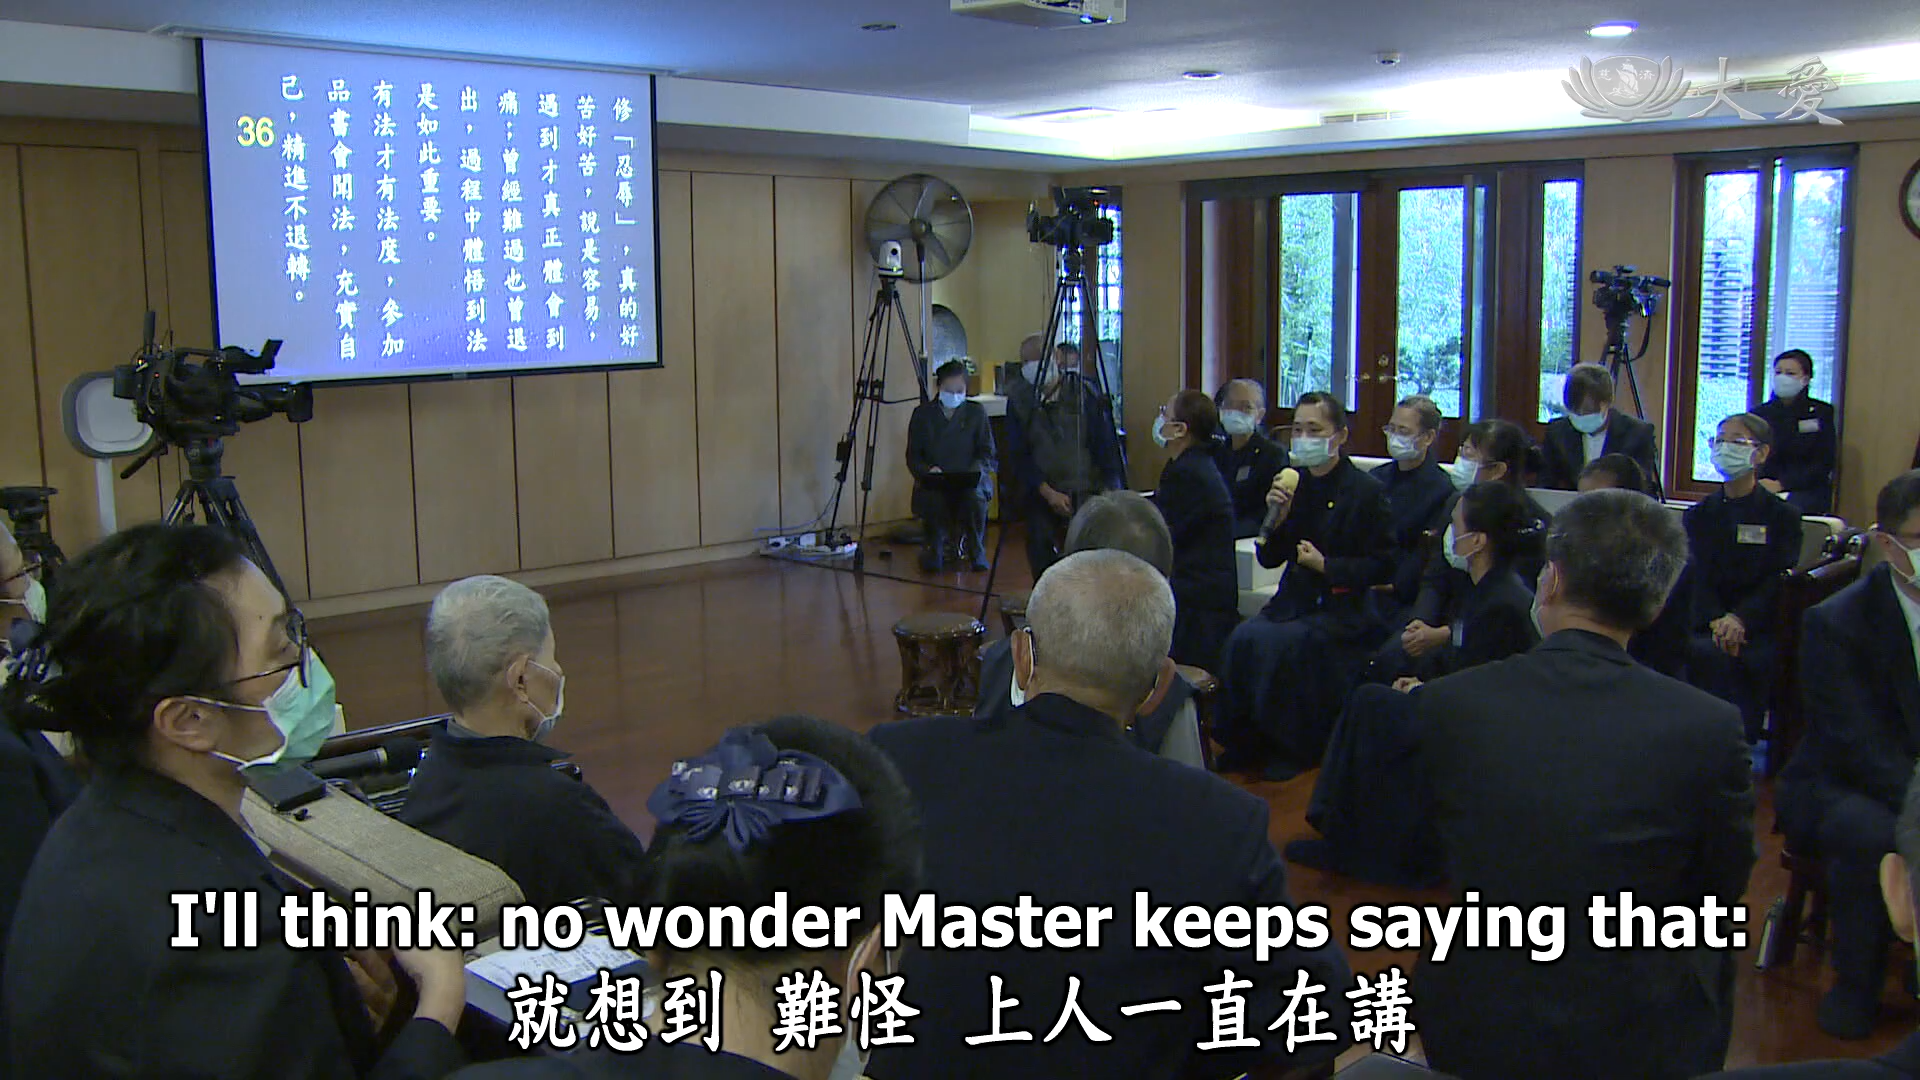 修「忍辱」，真的好
苦好苦，說是容易，
遇到才真正體會到
痛；曾經難過也曾退
出，過程中體悟到法
是如此重要。
有法才有法度，參加
品書會聞法，充實自
己，精進不退轉。
36
慈濟
大愛
I'll think: no wonder Master keeps saying that:
就想到 難怪 上人一直在講